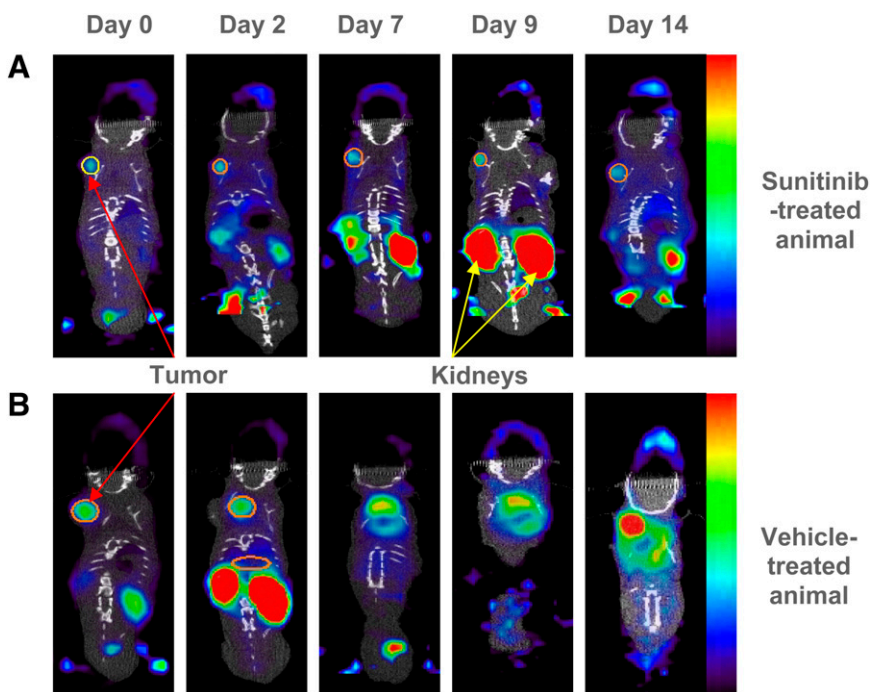 Day 0 Day 2 Day 7 Day 9 Day 14
A
Sunitinib
-treated
animal
Tumor Kidneys
B
Vehicle-
treated
animal